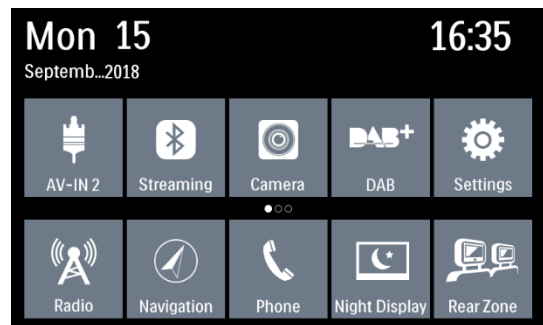 Mon 15 16:35
Septemb...2018
DAB+
AV-IN 2 Streaming Camera DAB Settings
Radio Navigation Phone Night Display Rear Zone